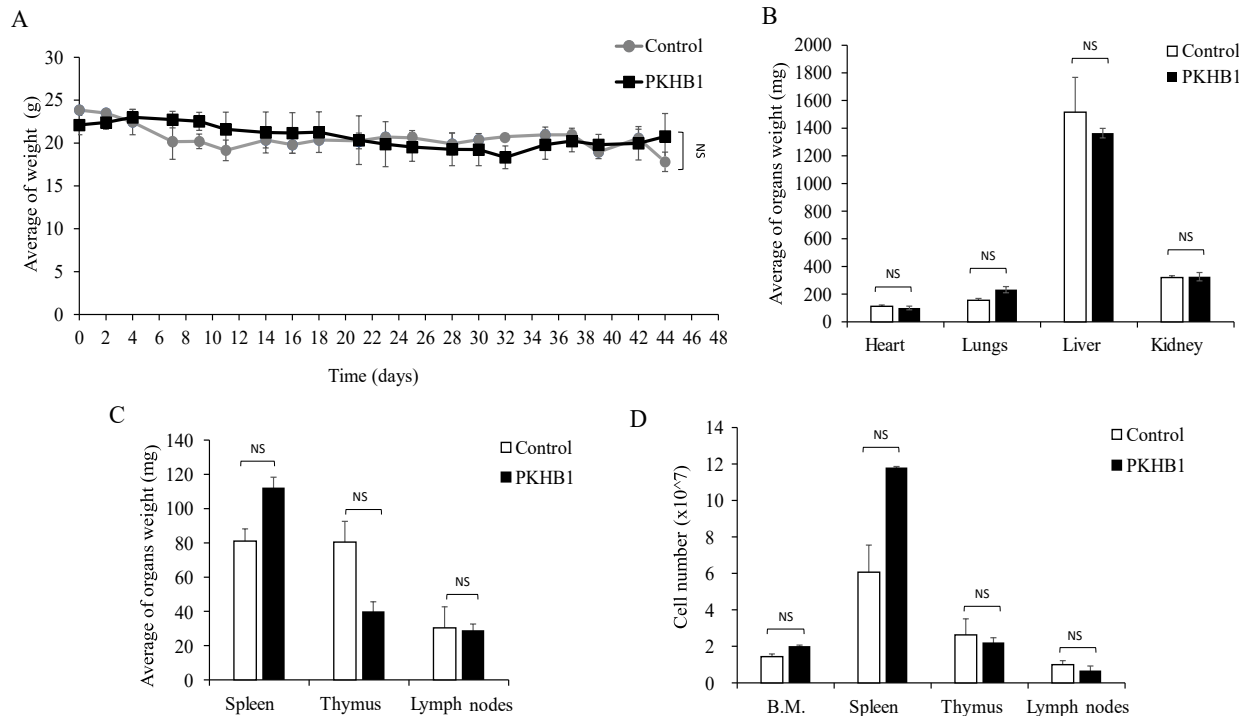 A
Average of weight (g)
30
25
20
15
10
5
0
0 2 4 6 8 10 12 14 16 18 20 22 24 26 28 30 32 34 36 38 40 42 44 46 48
Time (days)
Control
PKHB1
NS
B
Average of organs weight (mg)
2000
1800
1600
1400
1200
1000
800
600
400
200
0
NS
NS
NS
NS
Heart Lungs Liver Kidney
Control
PKHB1
C
Average of organs weight (mg)
140
120
100
80
60
40
20
0
NS
NS
NS
Spleen Thymus Lymph nodes
Control
PKHB1
D
Cell number (x10^7)
14
12
10
8
6
4
2
0
NS
NS
NS
NS
B.M. Spleen Thymus Lymph nodes
Control
PKHB1